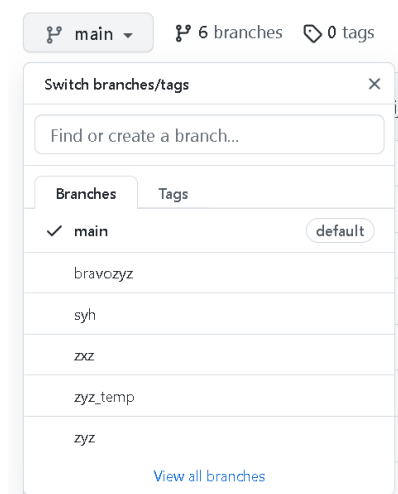 main 6 branches 0 tags
Switch branches/tags
Find or create a branch...
Branches Tags
main default
bravozyz
syh
zxz
zyz_temp
zyz
View all branches